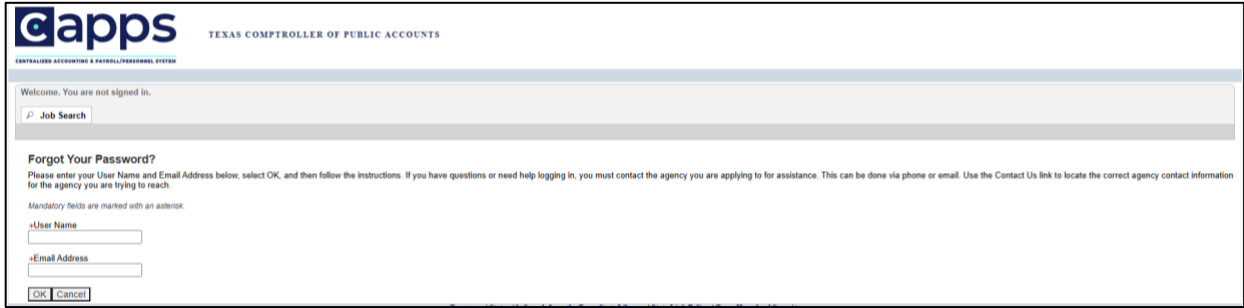 capps
TEXAS COMPTROLLER OF PUBLIC ACCOUNTS
CENTRALIZED ACCOUNTING & PAYROLL/PERSONNEL SYSTEM
Welcome. You are not signed in.
Job Search
Forgot Your Password?
Please enter your User Name and Email Address below, select OK, and then follow the instructions. If you have questions or need help logging in, you must contact the agency you are applying to for assistance. This can be done via phone or email. Use the Contact Us link to locate the correct agency contact information
for the agency you are trying to reach.
Mandatory fields are marked with an asterisk.
*User Name
*Email Address
OK Cancel